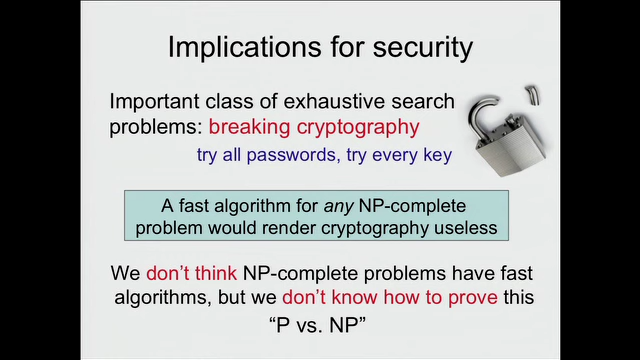 Implications for security
Important class of exhaustive search
problems: breaking cryptography
try all passwords, try every key
A fast algorithm for any NP-complete
problem would render cryptography useless
We don't think NP-complete problems have fast
algorithms, but we don't know how to prove this
“P vs. NP”